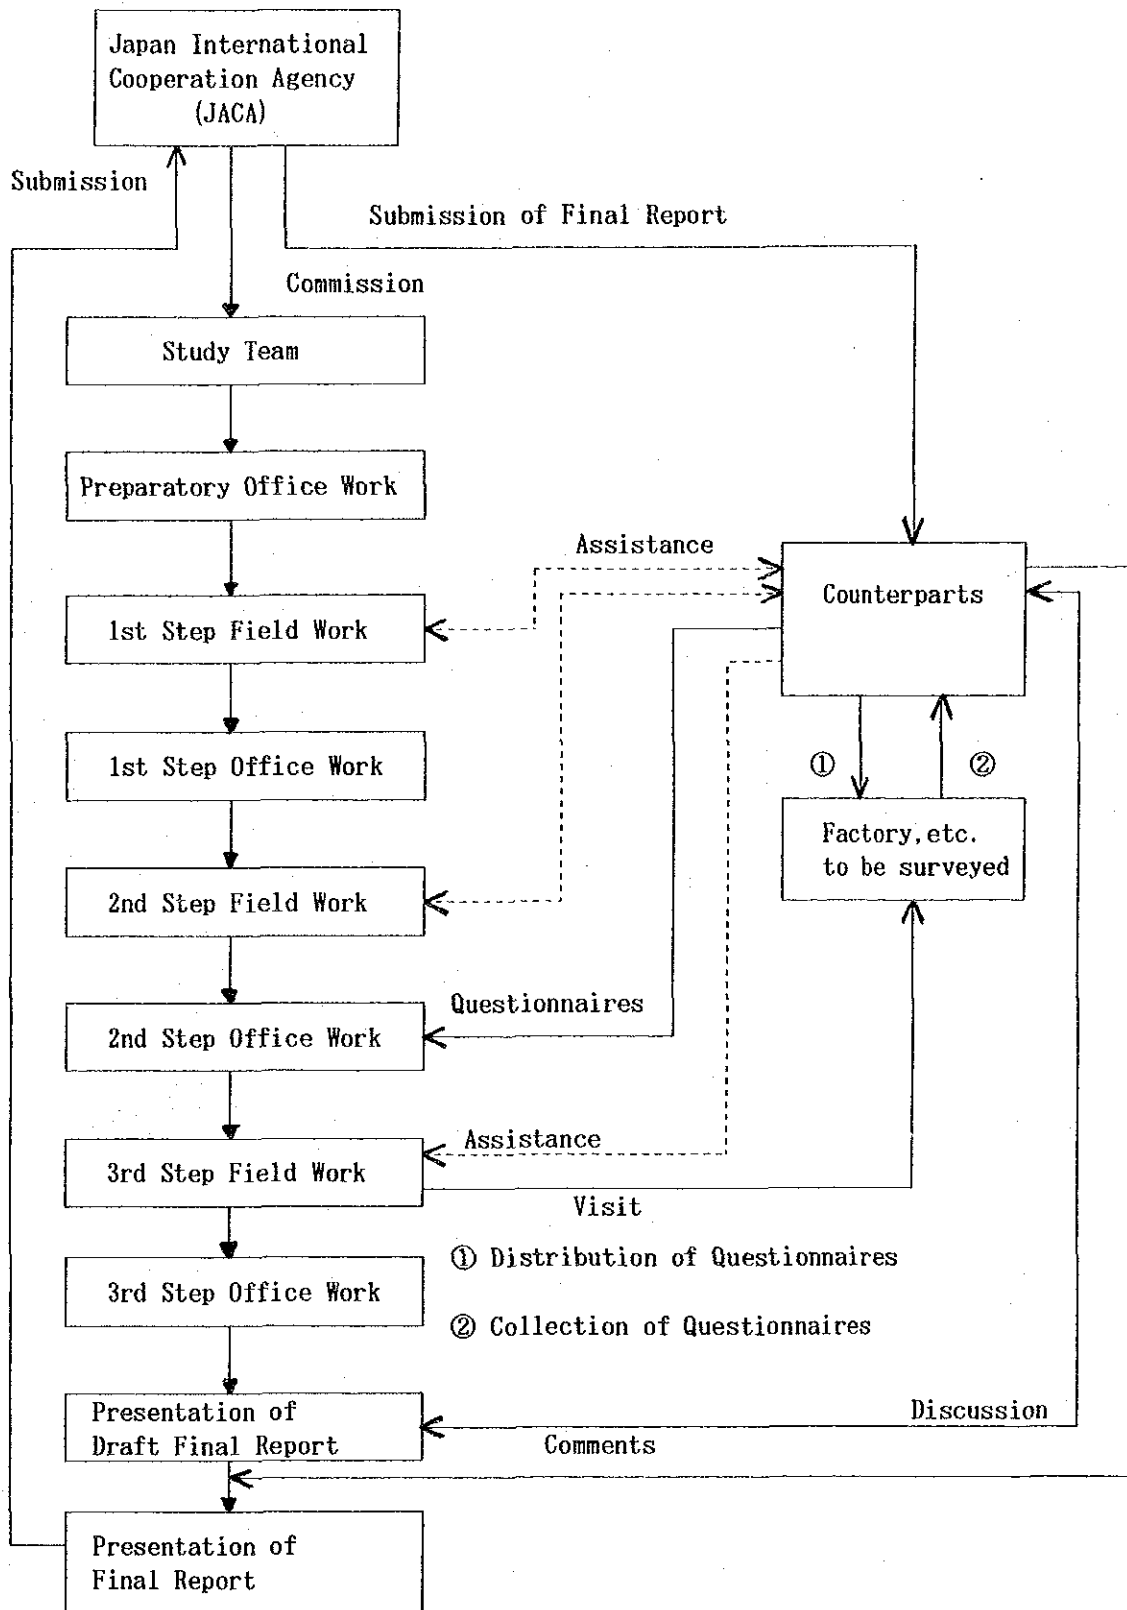 Japan International
Cooperation Agency
(JACA)
Submission
Submission of Final Report
Commission
Study Team
Preparatory Office Work
Assistance
Counterparts
1st Step Field Work
1st Step Office Work
①
②
Factory,etc.
to be surveyed
2nd Step Field Work
Questionnaires
2nd Step Office Work
Assistance
3rd Step Field Work
Visit
① Distribution of Questionnaires
3rd Step Office Work
② Collection of Questionnaires
Presentation of
Draft Final Report
Discussion
Comments
Presentation of
Final Report